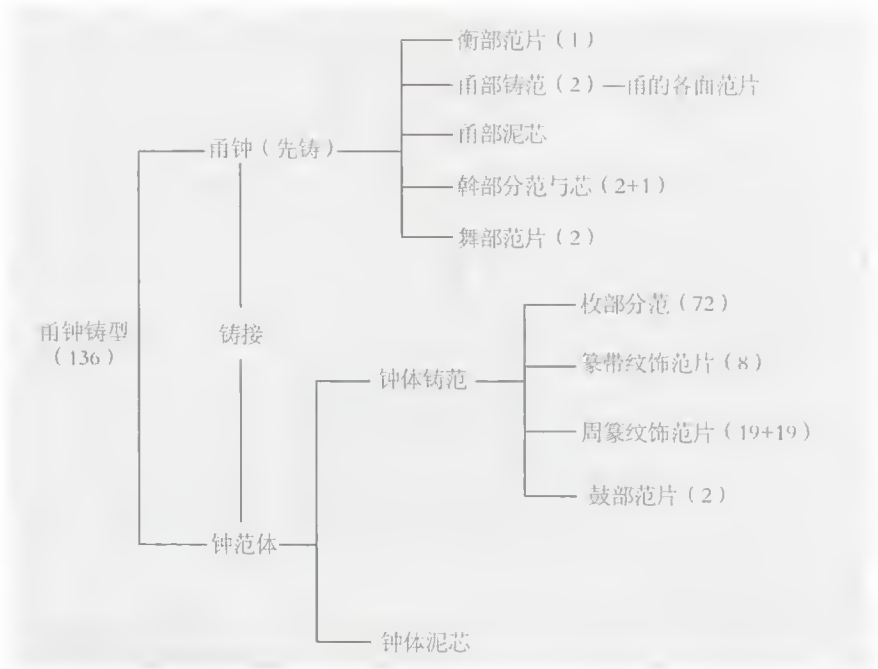 衡部范片（1）
甬部铸范（2）—甬的各面范片
甬钟（先铸）
甬部泥芯
斡部分范与芯（2+1）
舞部范片（2）
枚部分范（72）
甬钟铸型
（136）
铸接
篆带纹饰范片（8）
钟体铸范
周篆纹饰范片（19+19）
鼓部范片（2）
钟范体
钟体泥芯